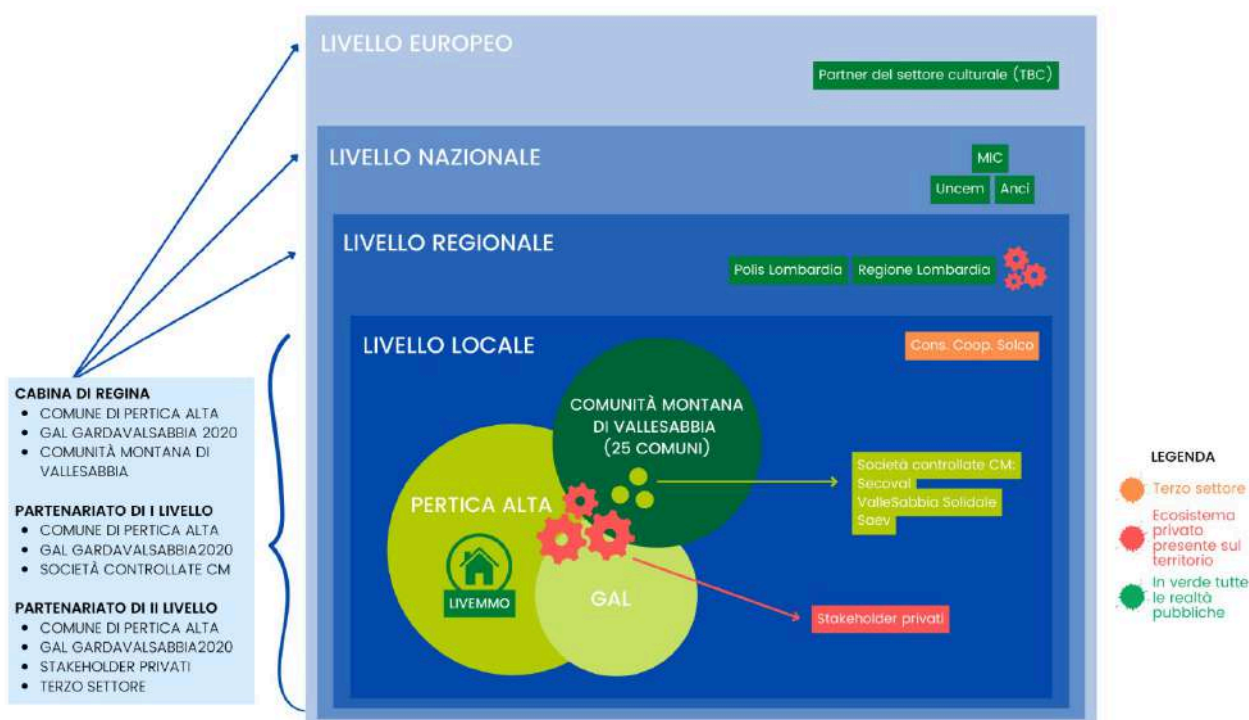 LIVELLO EUROPEO
Partner del settore culturale (TBC)
LIVELLO NAZIONALE
MIC
Uncem
Anci
LIVELLO REGIONALE
Polis Lombardia
Regione Lombardia
LIVELLO LOCALE
Cons. Coop. Solco
COMUNITÀ MONTANA
DI VALLESABBIA
(25 COMUNI)
PERTICA ALTA
LIVEMMO
GAL
Società controllate CM:
Secoval
ValleSabbia Solidale
Saev
Stakeholder privati
CABINA DI REGINA
• COMUNE DI PERTICA ALTA
• GAL GARDAVALSABBIA 2020
• COMUNITÀ MONTANA DI
VALLESABBIA
PARTENARIATO DI I LIVELLO
• COMUNE DI PERTICA ALTA
• GAL GARDAVALSABBIA2020
• SOCIETÀ CONTROLLATE CM
PARTENARIATO DI II LIVELLO
• COMUNE DI PERTICA ALTA
• GAL GARDAVALSABBIA2020
• STAKEHOLDER PRIVATI
• TERZO SETTORE
LEGENDA
Terzo settore
Ecosistema
privato
presente sul
territorio
In verde tutte
le realtà
pubbliche